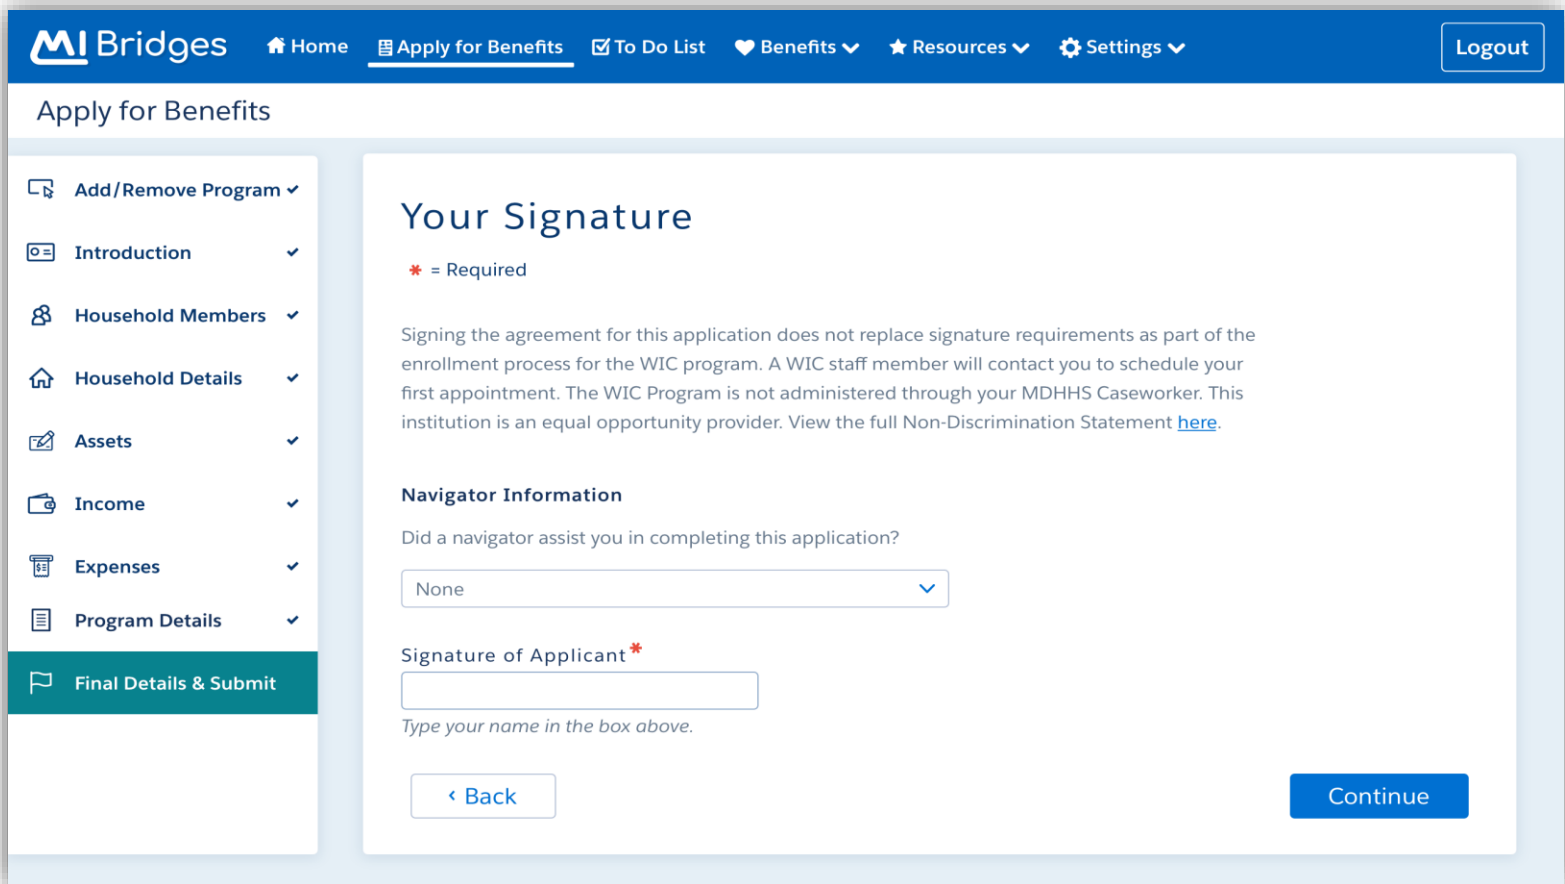 MI Bridges Home Apply for Benefits To Do List Benefits Resources Settings Logout
Apply for Benefits
Add/Remove Program
Introduction
Household Members
Household Details
Assets
Income
Expenses
Program Details
Final Details & Submit
Your Signature
* = Required
Signing the agreement for this application does not replace signature requirements as part of the
enrollment process for the WIC program. A WIC staff member will contact you to schedule your
first appointment. The WIC Program is not administered through your MDHHS Caseworker. This
institution is an equal opportunity provider. View the full Non-Discrimination Statement here.
Navigator Information
Did a navigator assist you in completing this application?
None
Signature of Applicant*
Type your name in the box above.
‹ Back
Continue